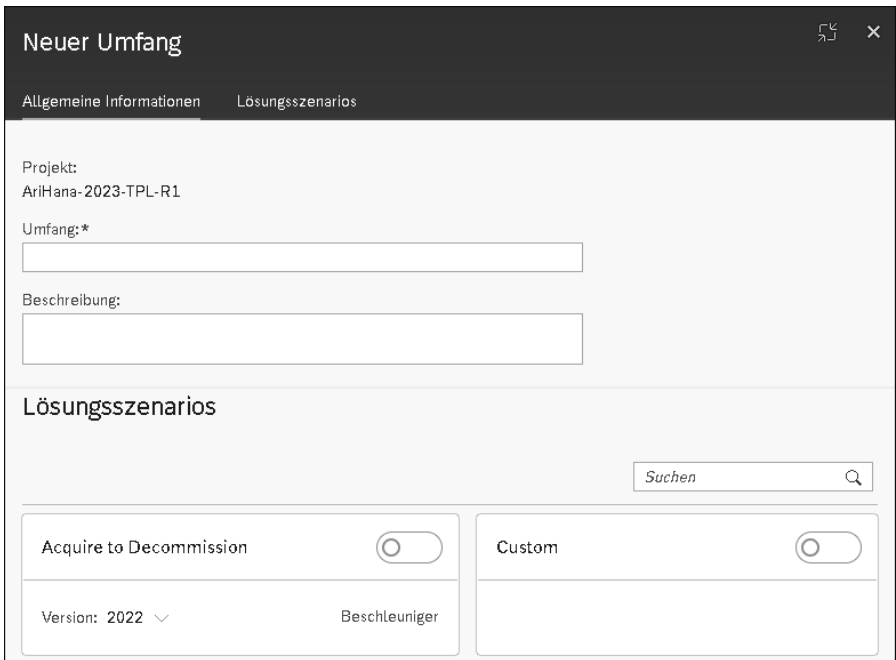 Neuer Umfang
Allgemeine Informationen Lösungsszenarios
Projekt:
AriHana-2023-TPL-R1
Umfang:*
Beschreibung:
Lösungsszenarios
Suchen
Acquire to Decommission
Version: 2022 Beschleuniger
Custom